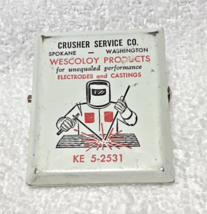 CRUSHER SERVICE CO.
SPOKANE — WASHINGTON
WESCOLOY PRODUCTS
for unequaled performance
ELECTRODES and CASTINGS
KE 5-2531